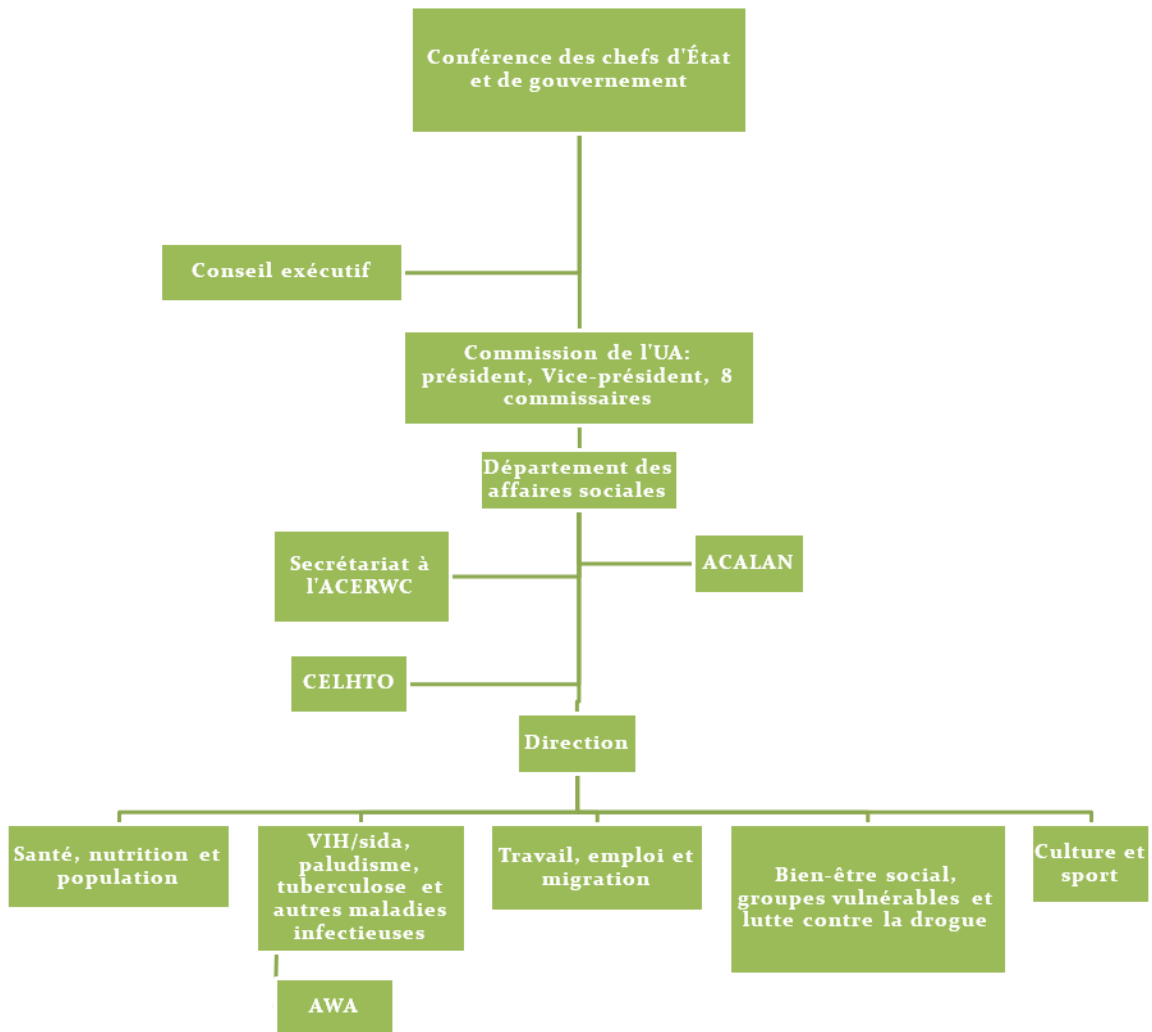 Conférence des chefs d'État
et de gouvernement
Conseil exécutif
Commission de l'UA:
président, Vice-président, 8
commissaires
Département des
affaires sociales
Secrétariat à
l'ACERWC
ACALAN
CELHTO
Direction
Santé, nutrition et
population
VIH/sida,
paludisme,
tuberculose et
autres maladies
infectieuses
Travail, emploi et
migration
Bien-être social,
groupes vulnérables et
lutte contre la drogue
Culture et
sport
AWA